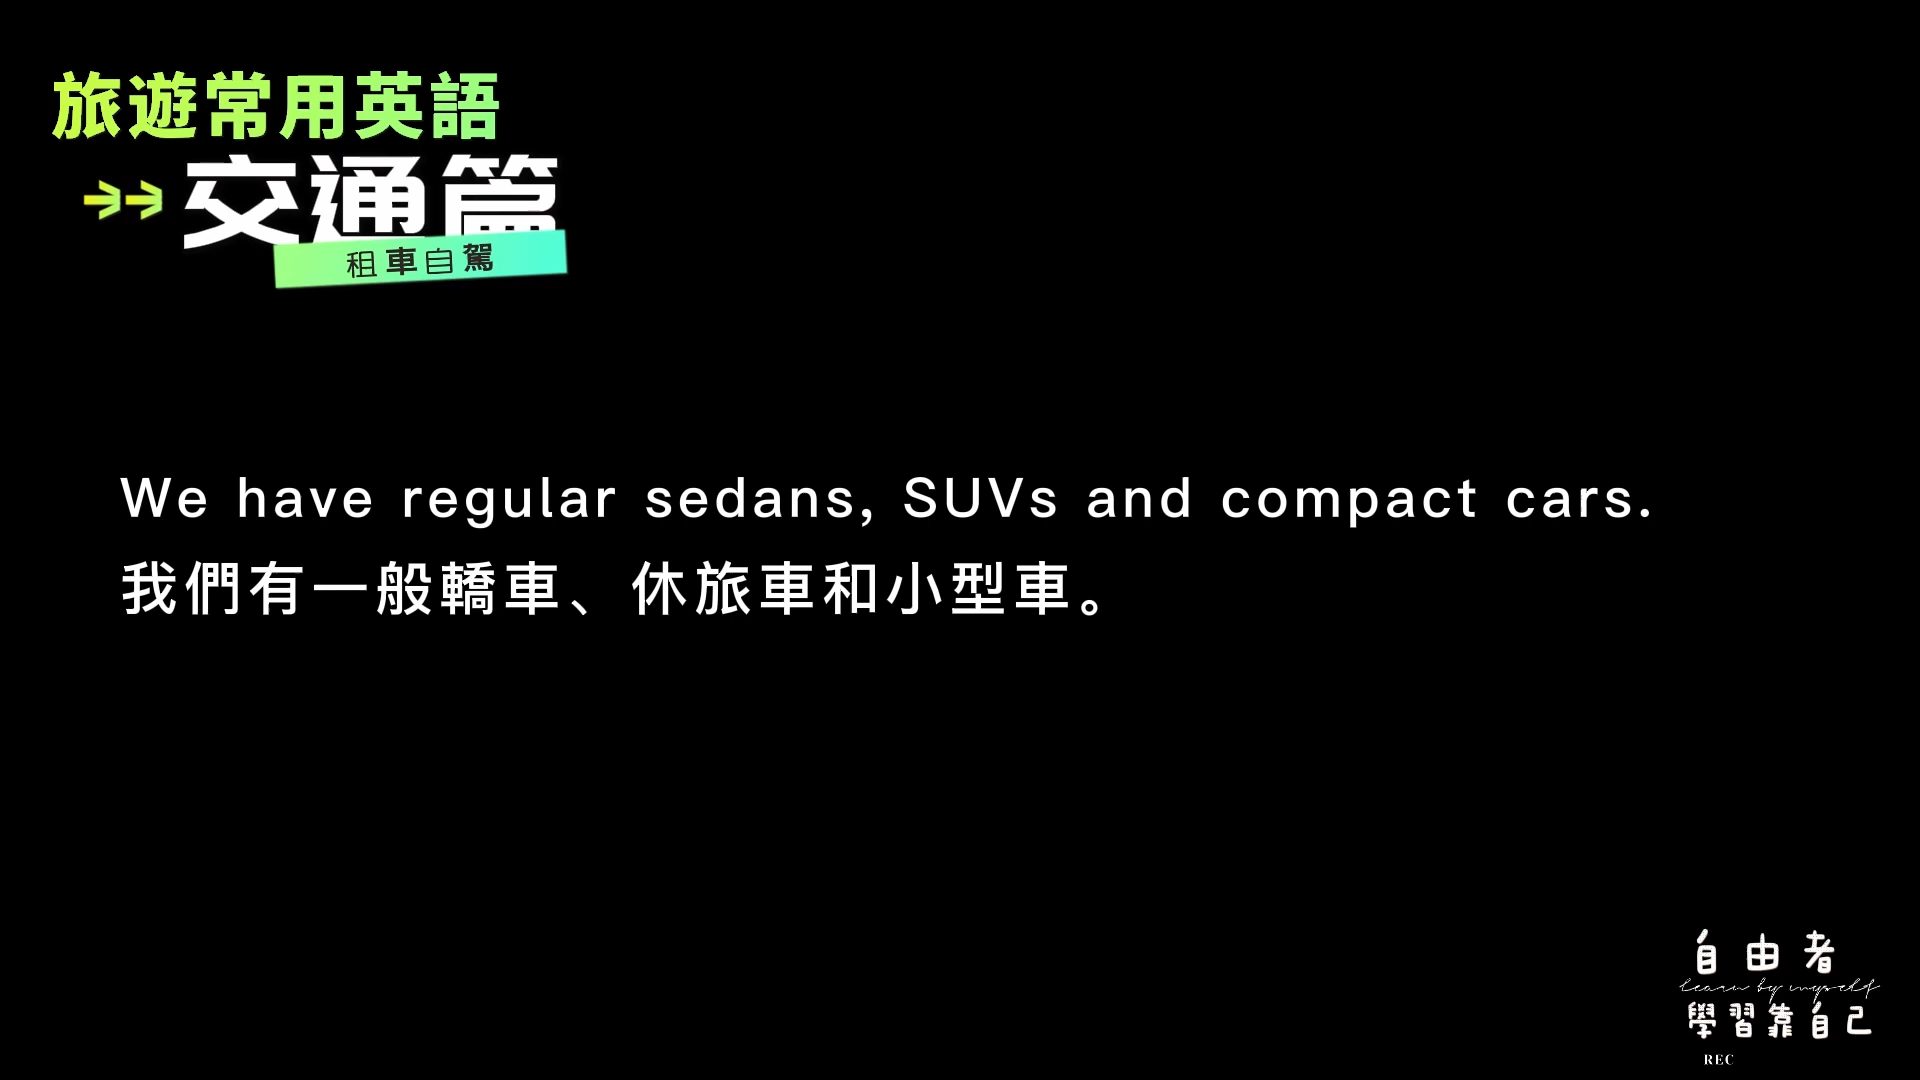 旅遊常用英語
交通篇
租車自駕
We have regular sedans, SUVs and compact cars.
我們有一般轎車、休旅車和小型車。
自由者
learn by myself
學習靠自己
REC